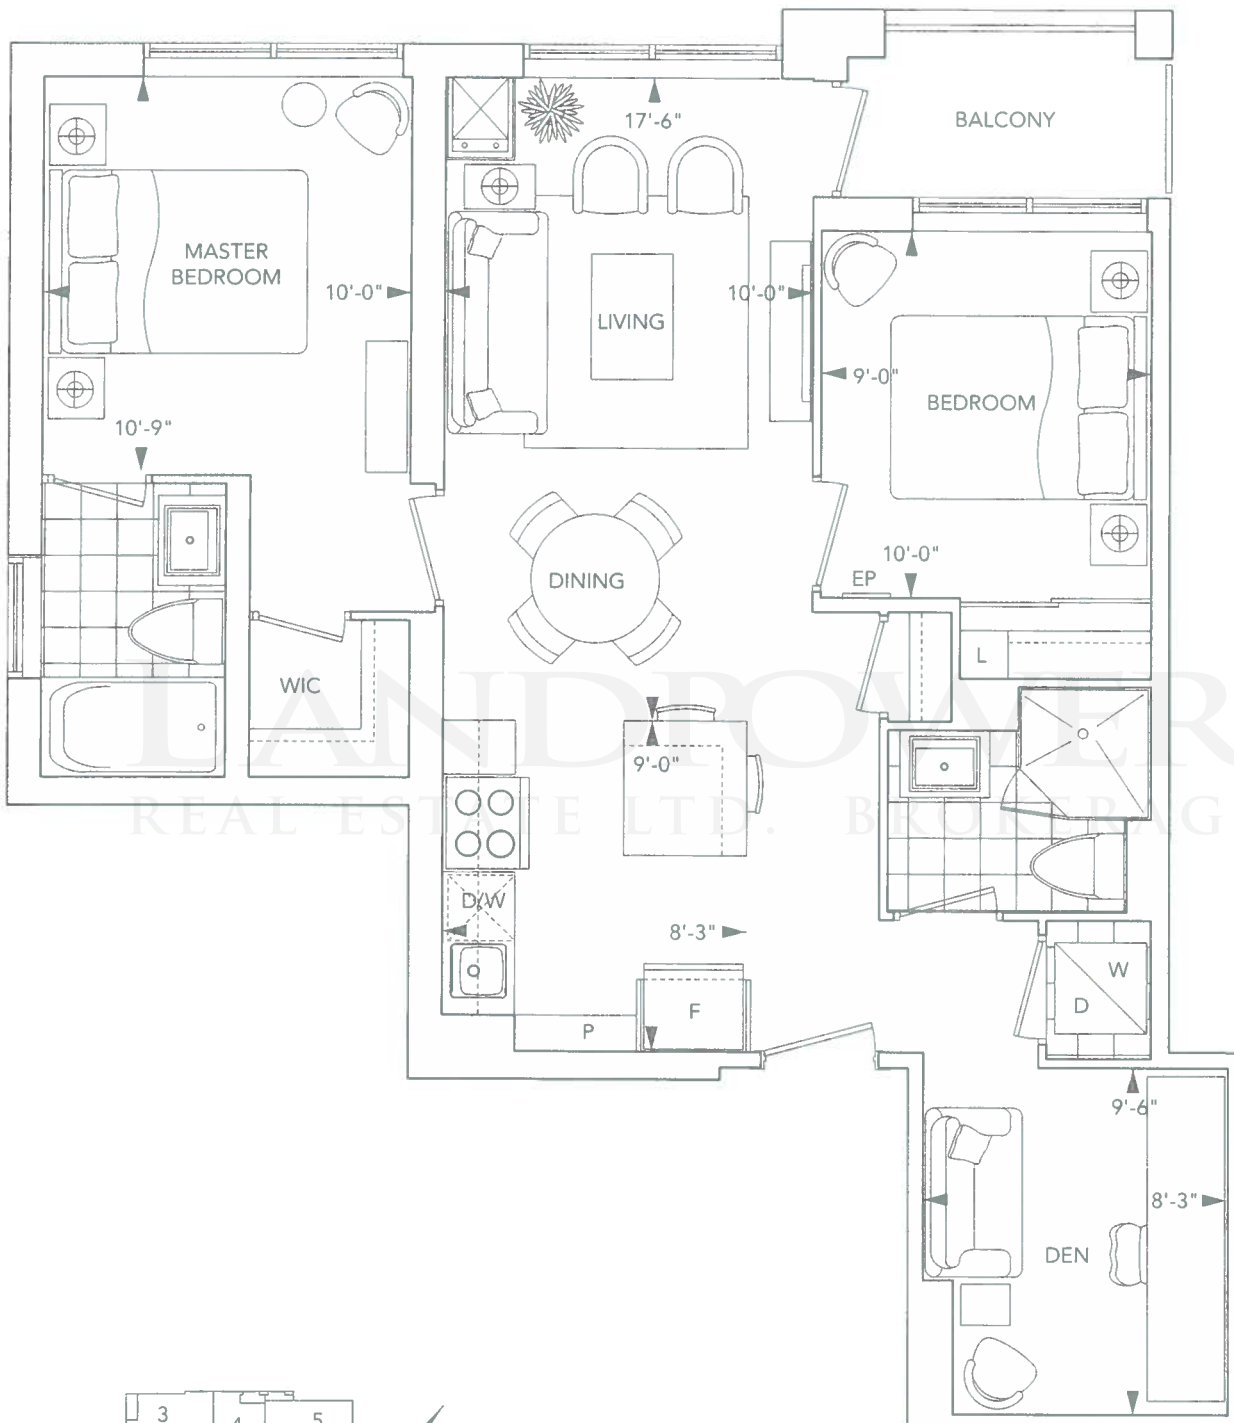 BALCONY
17'-6"
MASTER
BEDROOM
10'-0"
10'-0"
LIVING
9'-0"
BEDROOM
10'-9"
10'-0"
EP
DINING
L
WIC
LANDPOWER
REAL ESTATE LTD. BROKERAG
9'-0"
D/W
8'-3"
W
D
F
P
9'-6"
8'-3"
DEN
3
4
5